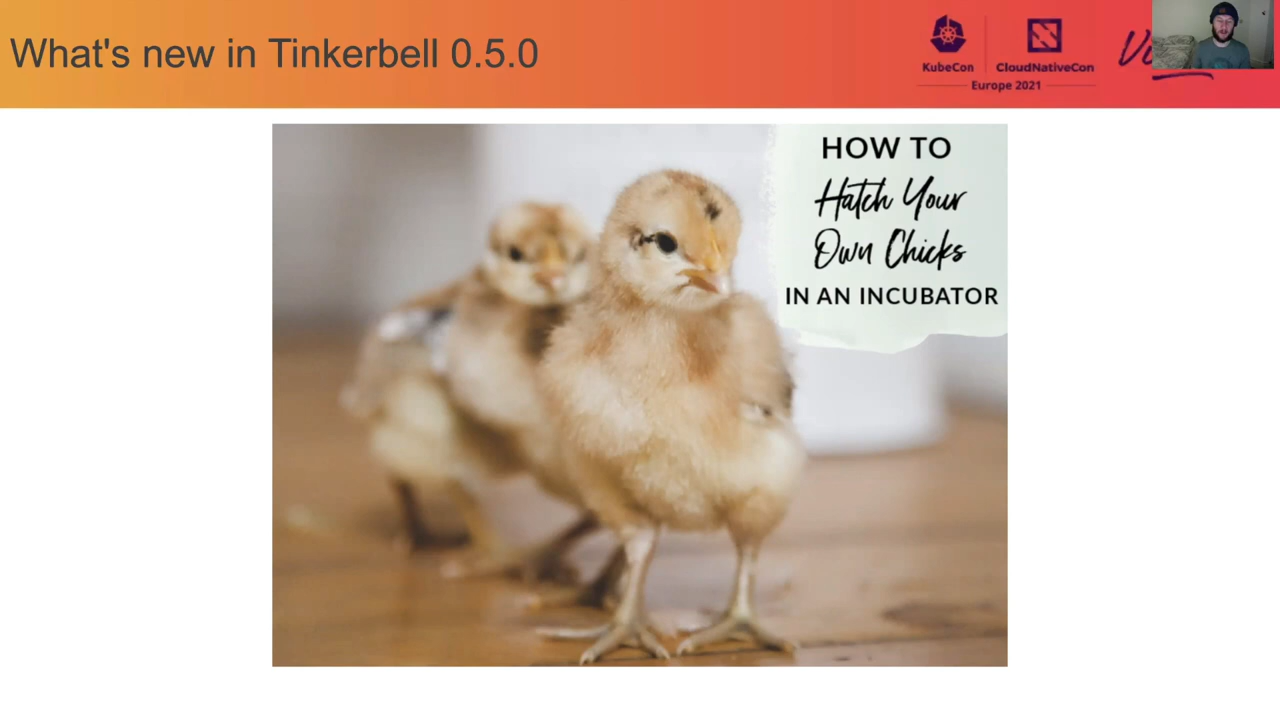 What's new in Tinkerbell 0.5.0
KubeCon
CloudNativeCon
Europe 2021
HOW TO
Hatch Your
Own Chicks
IN AN INCUBATOR